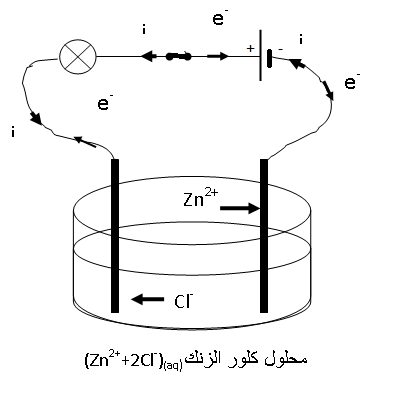 e⁻
i
+ -
i
e⁻
e⁻
i
Zn²⁺
Cl⁻
محلول كلور الزنك (Zn²⁺+2Cl⁻)(aq)